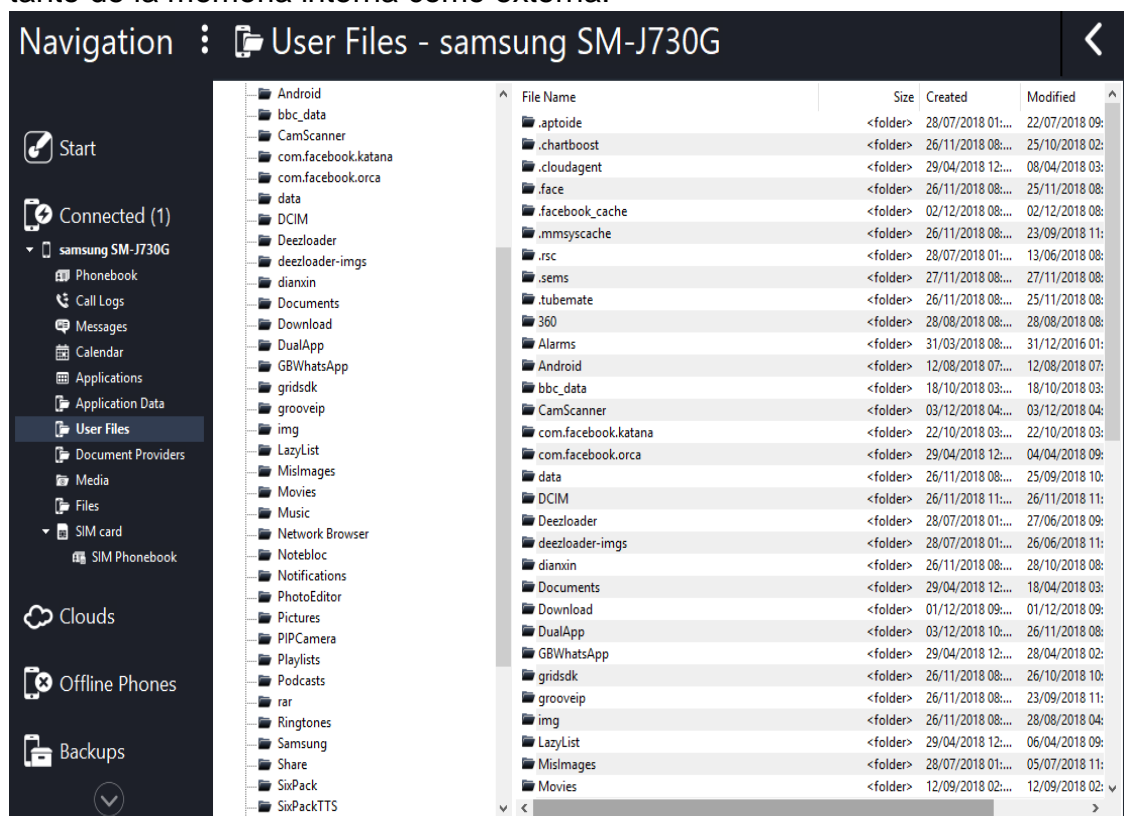 tanto de la memoria interna como externa.
Navigation
User Files - samsung SM-J730G
Start
Connected (1)
samsung SM-J730G
Phonebook
Call Logs
Messages
Calendar
Applications
Application Data
User Files
Document Providers
Media
Files
SIM card
SIM Phonebook
Clouds
Offline Phones
Backups
Android
bbc_data
CamScanner
com.facebook.katana
com.facebook.orca
data
DCIM
Deezloader
deezloader-imgs
dianxin
Documents
Download
DualApp
GBWhatsApp
gridsdk
grooveip
img
LazyList
MisImages
Movies
Music
Network Browser
Notebloc
Notifications
PhotoEditor
Pictures
PIPCamera
Playlists
Podcasts
rar
Ringtones
Samsung
Share
SixPack
SixPackTTS
File Name Size Created Modified
.aptoide <folder> 28/07/2018 01:... 22/07/2018 09:
.chartboost <folder> 26/11/2018 08:... 25/10/2018 02:
.cloudagent <folder> 29/04/2018 12:... 08/04/2018 03:
.face <folder> 26/11/2018 08:... 25/11/2018 08:
.facebook_cache <folder> 02/12/2018 08:... 02/12/2018 08:
.mmsyscache <folder> 26/11/2018 08:... 23/09/2018 11:
.rsc <folder> 28/07/2018 01:... 13/06/2018 08:
.sems <folder> 27/11/2018 08:... 27/11/2018 08:
.tubemate <folder> 26/11/2018 08:... 25/11/2018 08:
360 <folder> 28/08/2018 08:... 28/08/2018 08:
Alarms <folder> 31/03/2018 08:... 31/12/2016 01:
Android <folder> 12/08/2018 07:... 12/08/2018 07:
bbc_data <folder> 18/10/2018 03:... 18/10/2018 03:
CamScanner <folder> 03/12/2018 04:... 03/12/2018 04:
com.facebook.katana <folder> 22/10/2018 03:... 22/10/2018 03:
com.facebook.orca <folder> 29/04/2018 12:... 04/04/2018 09:
data <folder> 26/11/2018 08:... 25/09/2018 10:
DCIM <folder> 26/11/2018 11:... 26/11/2018 11:
Deezloader <folder> 28/07/2018 01:... 27/06/2018 09:
deezloader-imgs <folder> 28/07/2018 01:... 26/06/2018 11:
dianxin <folder> 26/11/2018 08:... 28/10/2018 08:
Documents <folder> 29/04/2018 12:... 18/04/2018 03:
Download <folder> 01/12/2018 09:... 01/12/2018 09:
DualApp <folder> 03/12/2018 10:... 26/11/2018 08:
GBWhatsApp <folder> 29/04/2018 12:... 28/04/2018 02:
gridsdk <folder> 26/11/2018 08:... 26/10/2018 10:
grooveip <folder> 26/11/2018 08:... 23/09/2018 11:
img <folder> 26/11/2018 08:... 28/08/2018 04:
LazyList <folder> 29/04/2018 12:... 06/04/2018 09:
MisImages <folder> 28/07/2018 01:... 05/07/2018 11:
Movies <folder> 12/09/2018 02:... 12/09/2018 02: